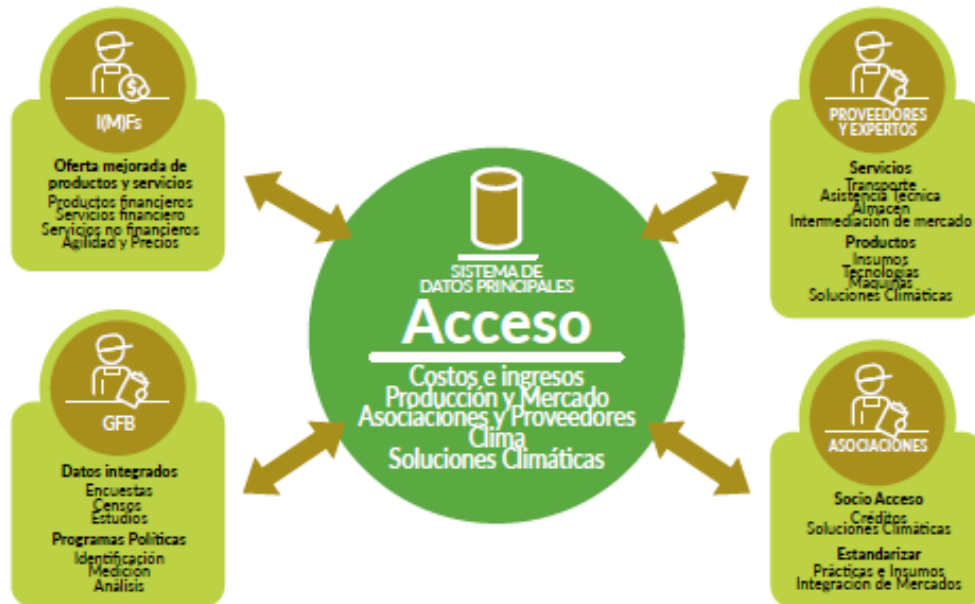 I(M)Fs
Oferta mejorada de
productos y servicios
Productos financieros
Servicios financiero
Servicios no financieros
Agilidad y Precios
GFB
Datos integrados
Encuestas
Censos
Estudios
Programas Políticas
Identificación
Medición
Análisis
SISTEMA DE
DATOS PRINCIPALES
Acceso
Costos e ingresos
Producción y Mercado
Asociaciones y Proveedores
Clima
Soluciones Climáticas
PROVEEDORES
Y EXPERTOS
Servicios
Transporte
Asistencia Técnica
Almacen
Intermediación de mercado
Productos
Insumos
Tecnologías
Maquinas
Soluciones Climáticas
ASOCIACIONES
Socio Acceso
Créditos
Soluciones Climáticas
Estandarizar
Prácticas e Insumos
Integración de Mercados